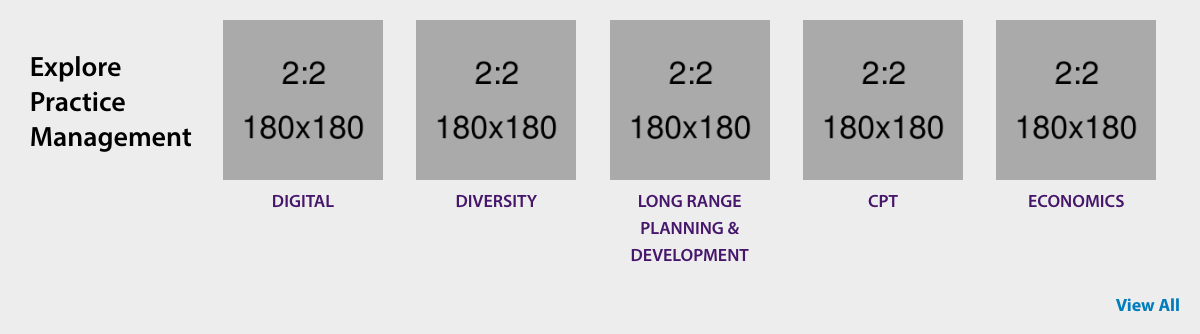 Explore
Practice
Management
2:2
180x180
DIGITAL
2:2
180x180
DIVERSITY
2:2
180x180
LONG RANGE
PLANNING &
DEVELOPMENT
2:2
180x180
CPT
2:2
180x180
ECONOMICS
View All